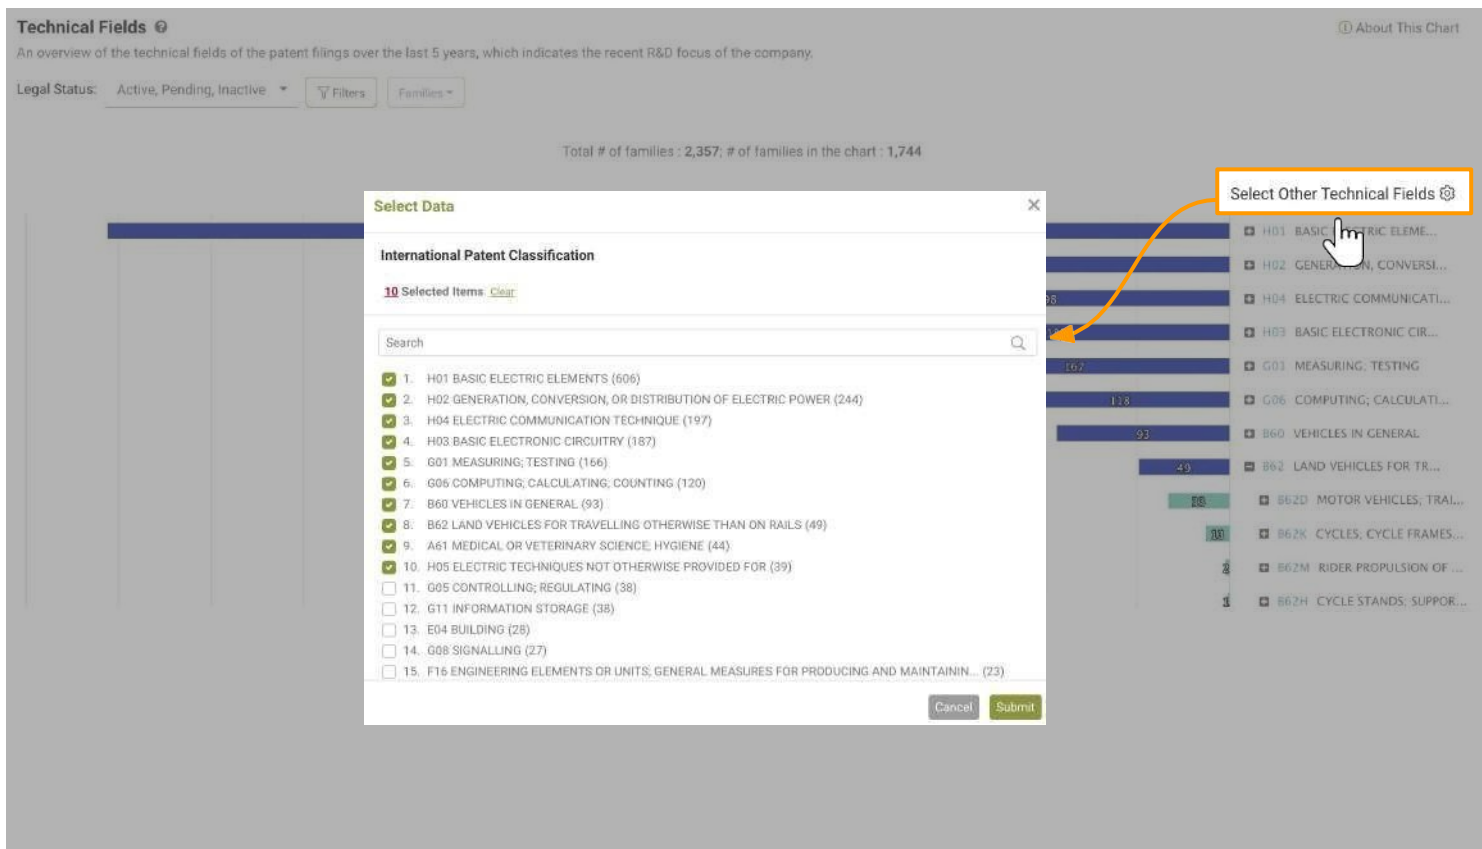 Technical Fields
About This Chart
An overview of the technical fields of the patent filings over the last 5 years, which indicates the recent R&D focus of the company.
Legal Status: Active, Pending, Inactive Filters Families
Total # of families : 2,357; # of families in the chart : 1,744
Select Other Technical Fields
Select Data
International Patent Classification
10 Selected Items Clear
Search
1. H01 BASIC ELECTRIC ELEMENTS (606)
2. H02 GENERATION, CONVERSION, OR DISTRIBUTION OF ELECTRIC POWER (244)
3. H04 ELECTRIC COMMUNICATION TECHNIQUE (197)
4. H03 BASIC ELECTRONIC CIRCUITRY (187)
5. G01 MEASURING; TESTING (166)
6. G06 COMPUTING; CALCULATING; COUNTING (120)
7. B60 VEHICLES IN GENERAL (93)
8. B62 LAND VEHICLES FOR TRAVELLING OTHERWISE THAN ON RAILS (49)
9. A61 MEDICAL OR VETERINARY SCIENCE; HYGIENE (44)
10. H05 ELECTRIC TECHNIQUES NOT OTHERWISE PROVIDED FOR (39)
11. G05 CONTROLLING; REGULATING (38)
12. G11 INFORMATION STORAGE (38)
13. E04 BUILDING (28)
14. G08 SIGNALLING (27)
15. F16 ENGINEERING ELEMENTS OR UNITS; GENERAL MEASURES FOR PRODUCING AND MAINTAININ... (23)
Cancel Submit
H01 BASIC ELEME...
H02 CONVERSI...
H04 ELECTRIC COMMUNICATI...
H03 BASIC ELECTRONIC CIR...
167 G01 MEASURING; TESTING
118 G06 COMPUTING; CALCULATI...
93 B60 VEHICLES IN GENERAL
49 B62 LAND VEHICLES FOR TR...
B62D MOTOR VEHICLES; TRAI...
B62K CYCLES; CYCLE FRAMES...
B62M RIDER PROPULSION OF ...
1 B62H CYCLE STANDS; SUPPOR...